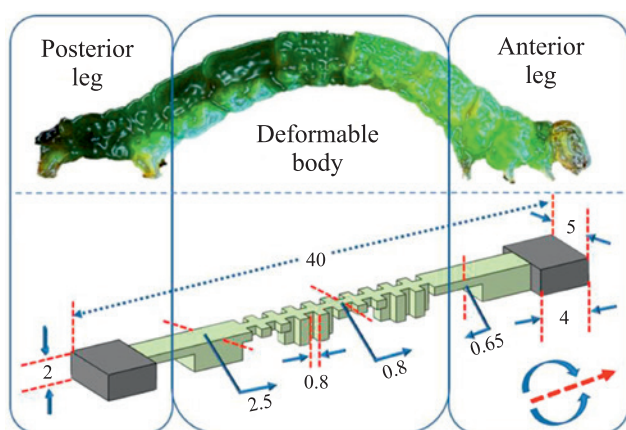 Posterior
leg
Deformable
body
Anterior
leg
40
5
4
2
2.5
0.8
0.8
0.65